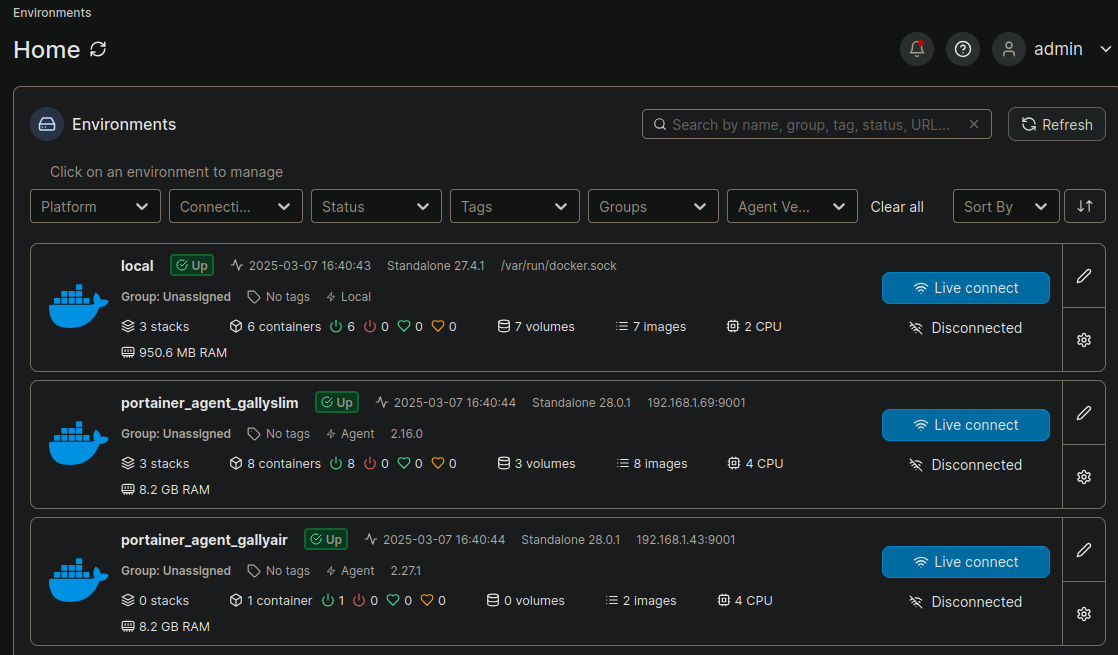 Environments
Home
admin
Environments
Search by name, group, tag, status, URL...
Refresh
Click on an environment to manage
Platform Connecti... Status Tags Groups Agent Ve... Clear all Sort By
local Up 2025-03-07 16:40:43 Standalone 27.4.1 /var/run/docker.sock
Group: Unassigned No tags Local
Live connect
3 stacks 6 containers 6 0 0 0 7 volumes 7 images 2 CPU
Disconnected
950.6 MB RAM
portainer_agent_gallyslim Up 2025-03-07 16:40:44 Standalone 28.0.1 192.168.1.69:9001
Group: Unassigned No tags Agent 2.16.0
Live connect
3 stacks 8 containers 8 0 0 0 3 volumes 8 images 4 CPU
Disconnected
8.2 GB RAM
portainer_agent_gallyair Up 2025-03-07 16:40:44 Standalone 28.0.1 192.168.1.43:9001
Group: Unassigned No tags Agent 2.27.1
Live connect
0 stacks 1 container 1 0 0 0 0 volumes 2 images 4 CPU
Disconnected
8.2 GB RAM